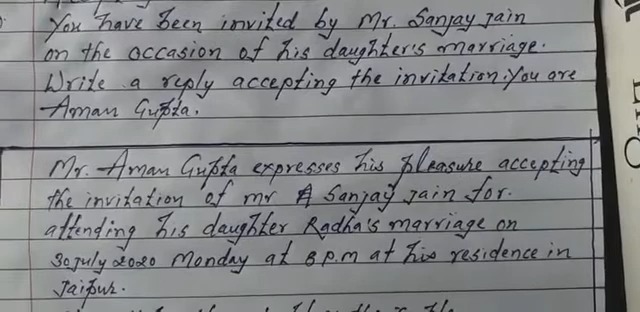 You have been invited by Mr. Sanjay Jain
on the occasion of his daughter's marriage.
Write a reply accepting the invitation. You are
Aman Gupta.
Mr. Aman Gupta expresses his pleasure accepting
the invitation of mr Sanjay Jain for.
attending his daughter Radha's marriage on
30 July 2020 Monday at 8 p.m at his residence in
Jaipur.